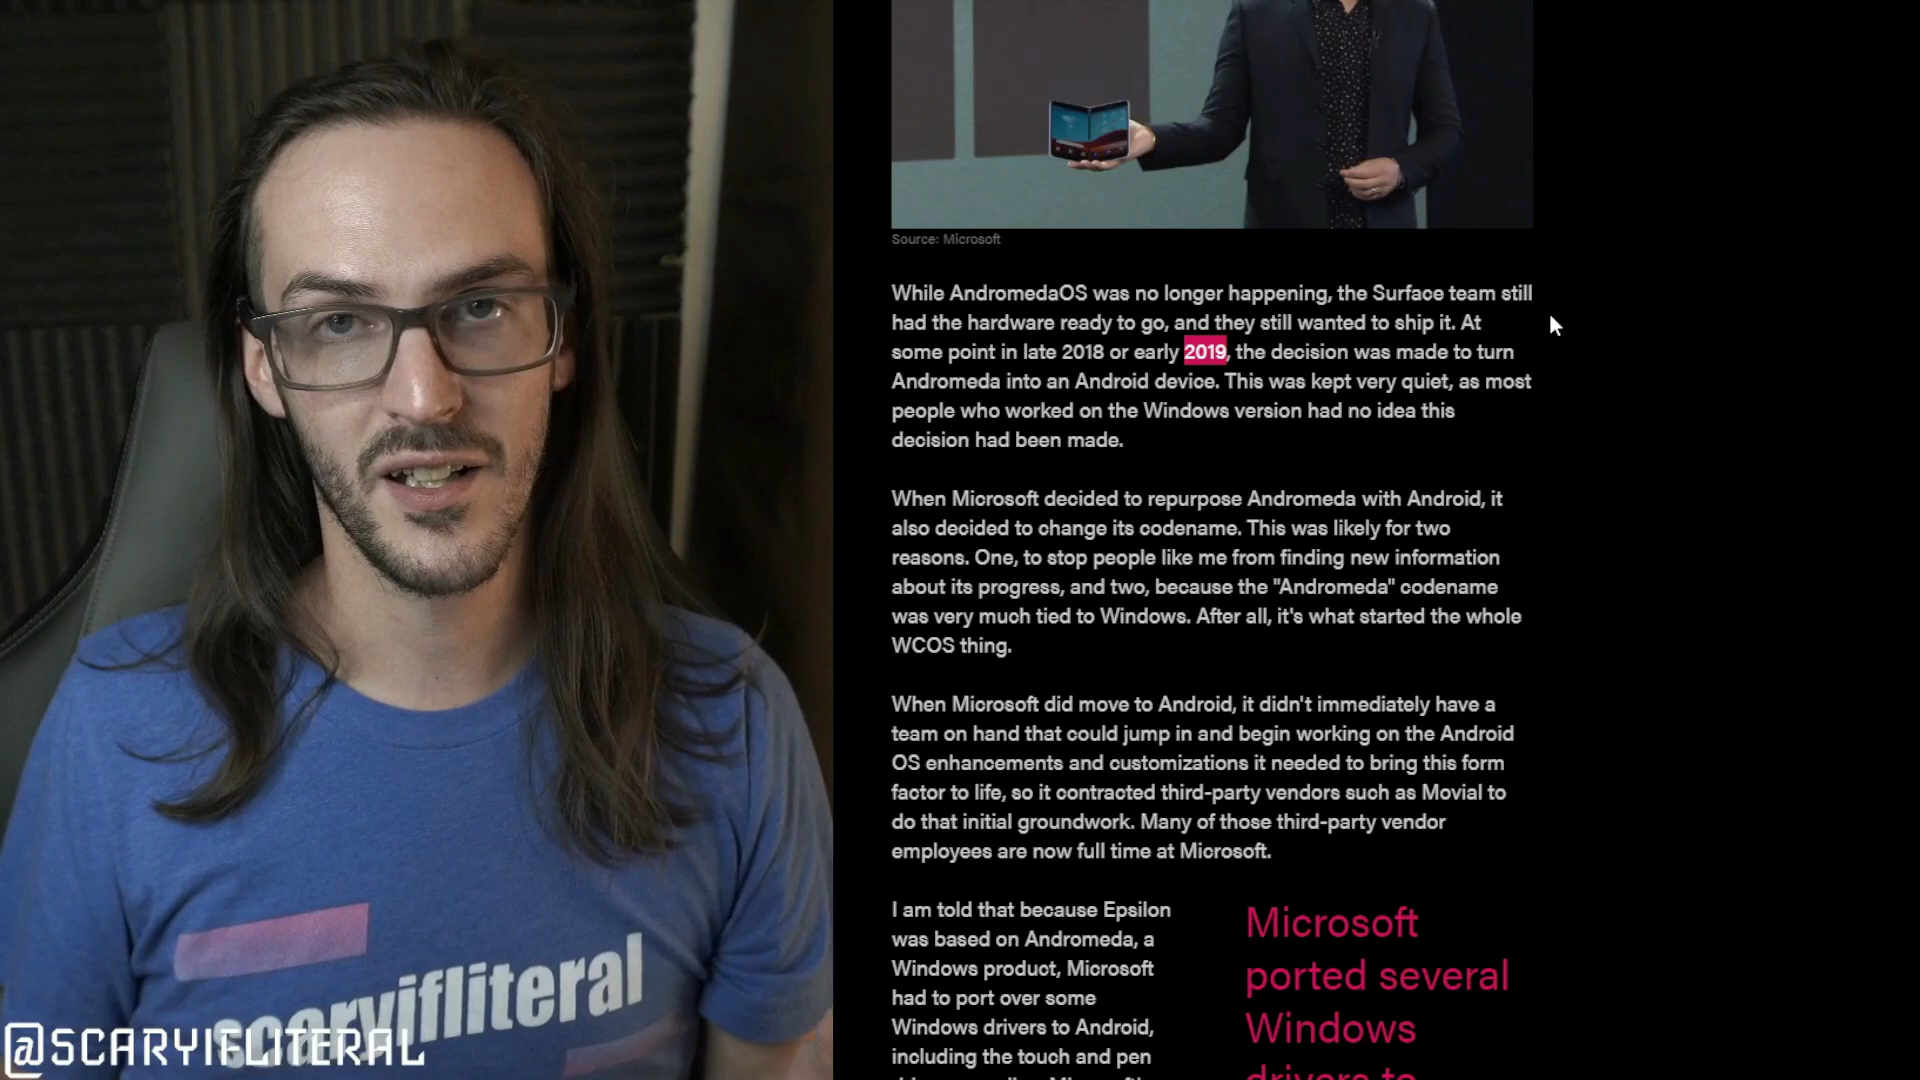 Source: Microsoft
While AndromedaOS was no longer happening, the Surface team still
had the hardware ready to go, and they still wanted to ship it. At
some point in late 2018 or early 2019, the decision was made to turn
Andromeda into an Android device. This was kept very quiet, as most
people who worked on the Windows version had no idea this
decision had been made.
When Microsoft decided to repurpose Andromeda with Android, it
also decided to change its codename. This was likely for two
reasons. One, to stop people like me from finding new information
about its progress, and two, because the "Andromeda" codename
was very much tied to Windows. After all, it's what started the whole
WCOS thing.
When Microsoft did move to Android, it didn't immediately have a
team on hand that could jump in and begin working on the Android
OS enhancements and customizations it needed to bring this form
factor to life, so it contracted third-party vendors such as Movial to
do that initial groundwork. Many of those third-party vendor
employees are now full time at Microsoft.
I am told that because Epsilon
was based on Andromeda, a
Windows product, Microsoft
had to port over some
Windows drivers to Android,
including the touch and pen
Microsoft
ported several
Windows
drivers to
scaryifliteral
@SCARYIFLITERAL